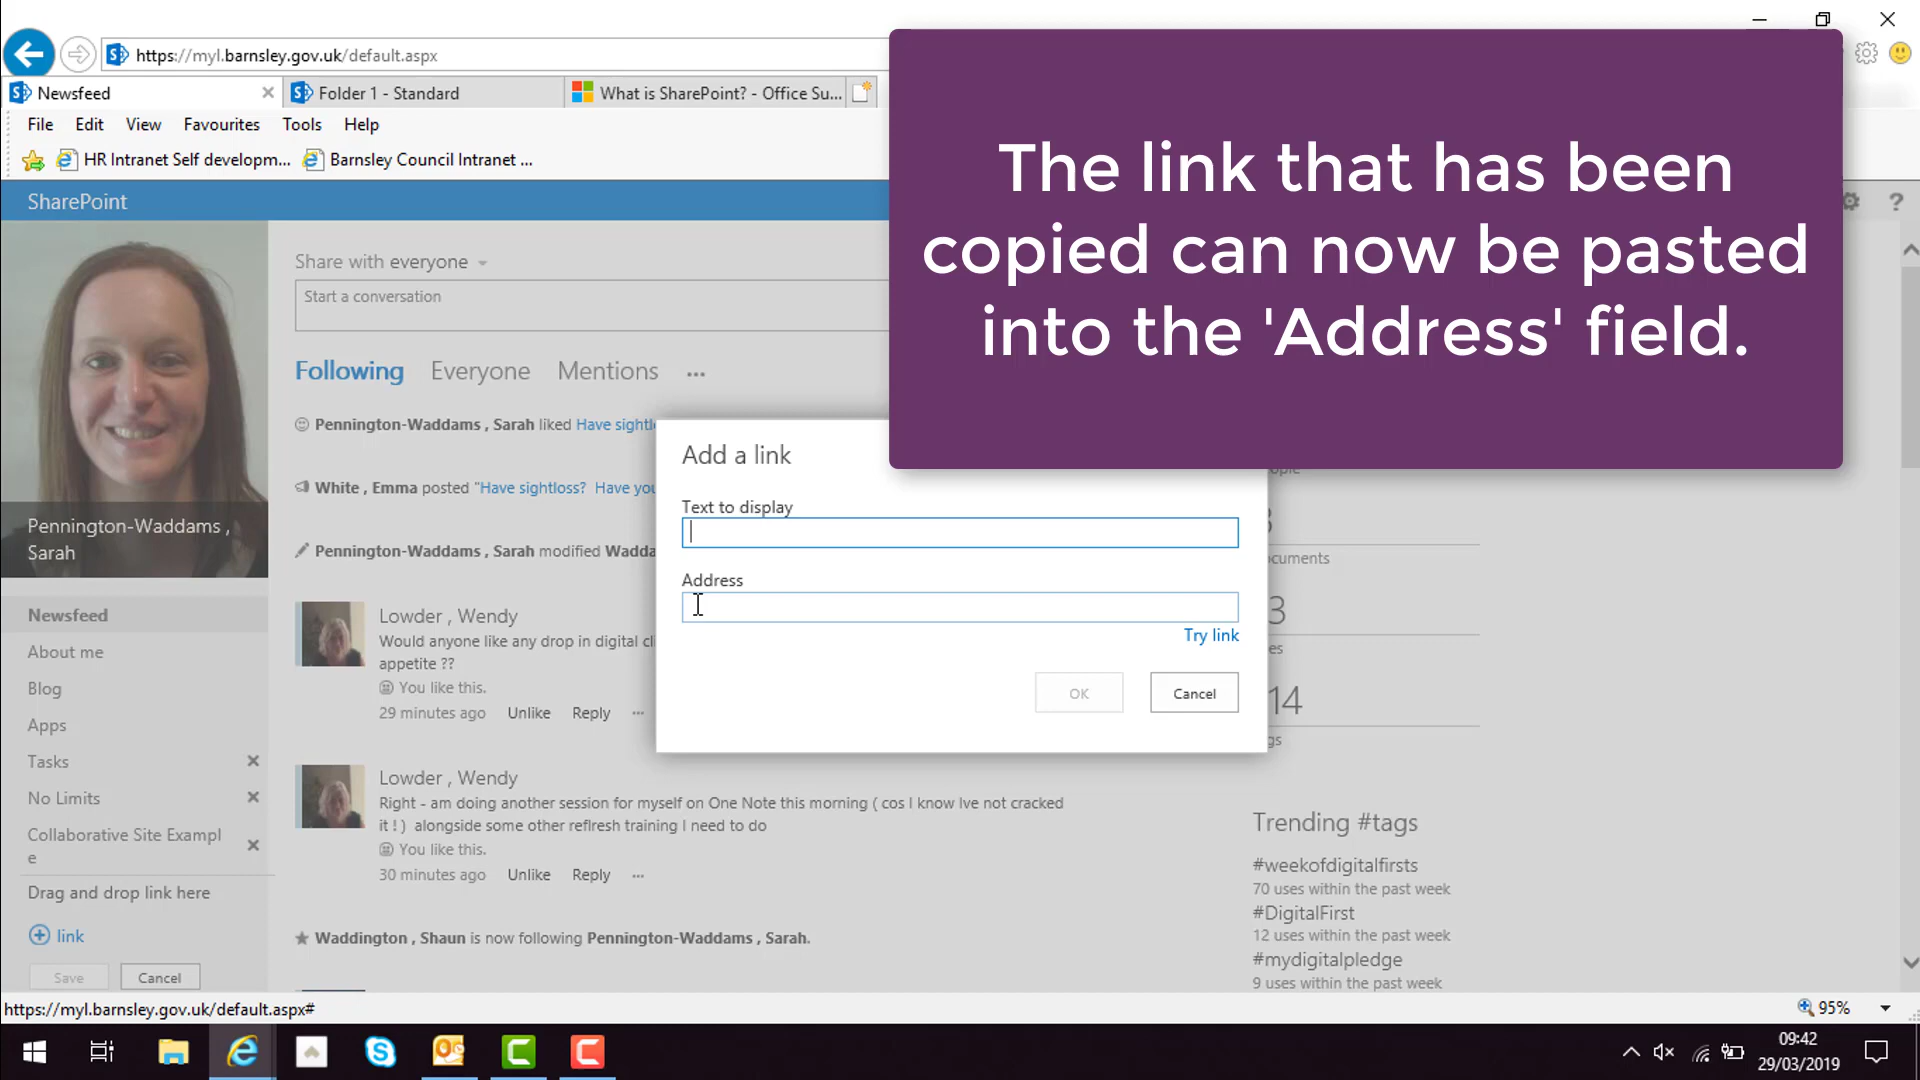 https://myl.barnsley.gov.uk/default.aspx
Newsfeed
Folder 1 - Standard
What is SharePoint? - Office Su...
File Edit View Favourites Tools Help
HR Intranet Self developm...
Barnsley Council Intranet ...
SharePoint
?
The link that has been
copied can now be pasted
into the 'Address' field.
Share with everyone
Start a conversation
Following Everyone Mentions ...
Pennington-Waddams , Sarah liked Have sightl
White , Emma posted "Have sightloss? Have you
Pennington-Waddams , Sarah modified Wadda
Pennington-Waddams ,
Sarah
Newsfeed
About me
Blog
Apps
Tasks
No Limits
Collaborative Site Exampl
e
Drag and drop link here
link
Save Cancel
Lowder , Wendy
Would anyone like any drop in digital cli
appetite ??
You like this.
29 minutes ago Unlike Reply ...
Lowder , Wendy
Right - am doing another session for myself on One Note this morning ( cos I know Ive not cracked
it ! ) alongside some other reflresh training I need to do
You like this.
30 minutes ago Unlike Reply ...
Waddington , Shaun is now following Pennington-Waddams , Sarah.
Add a link
Text to display
Address
Try link
OK Cancel
cuments
3
es
14
gs
Trending #tags
#weekofdigitalfirsts
70 uses within the past week
#DigitalFirst
12 uses within the past week
#mydigitalpledge
9 uses within the past week
https://myl.barnsley.gov.uk/default.aspx#
95%
09:42
29/03/2019